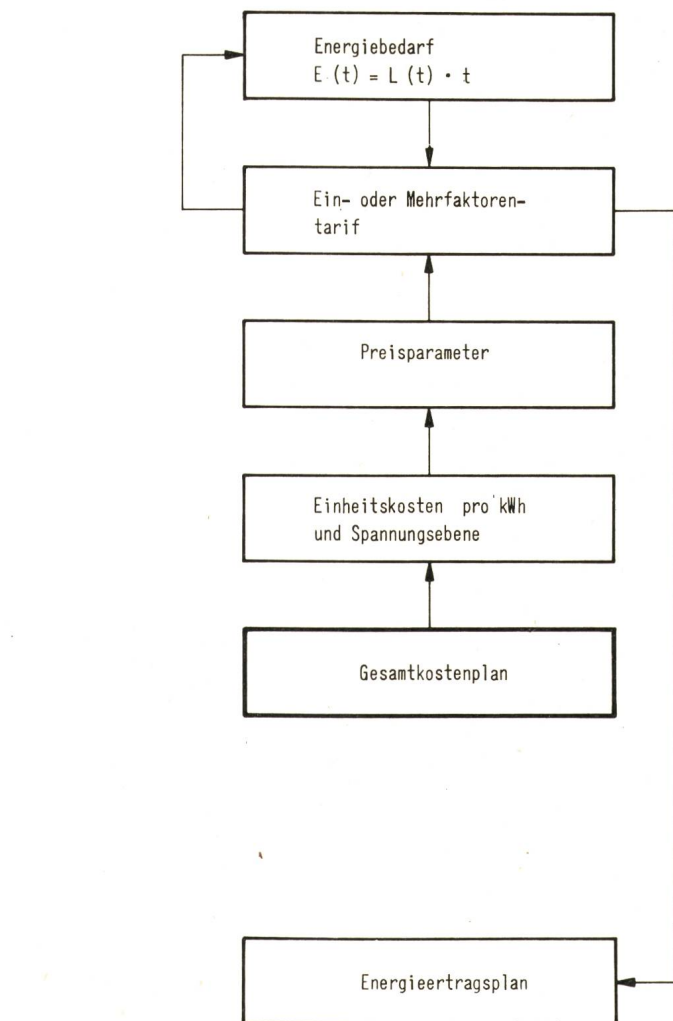 Energiebedarf
E (t) = L (t) · t
Ein- oder Mehrfaktoren-
tarif
Preisparameter
Einheitskosten pro kWh
und Spannungsebene
Gesamtkostenplan
Energieertragsplan